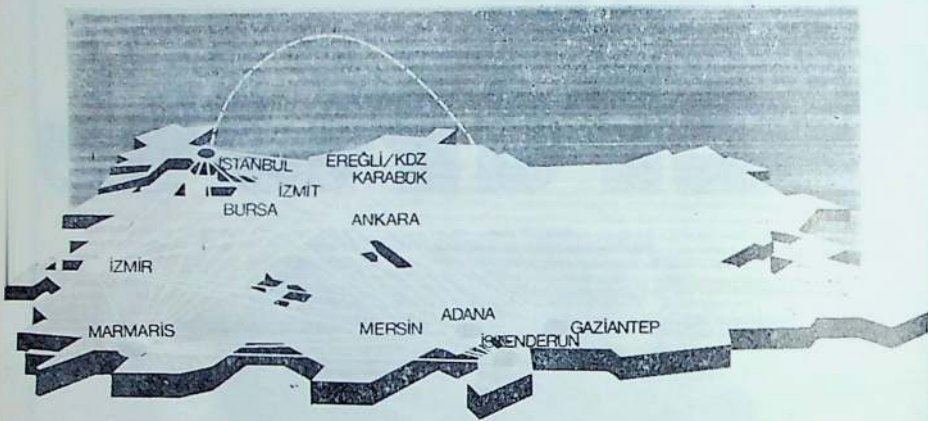 İSTANBUL
EREĞLİ/KDZ
KARABÜK
İZMİT
BURSA
ANKARA
İZMİR
ADANA
MARMARİS
MERSİN
GAZİANTEP
İSKENDERUN